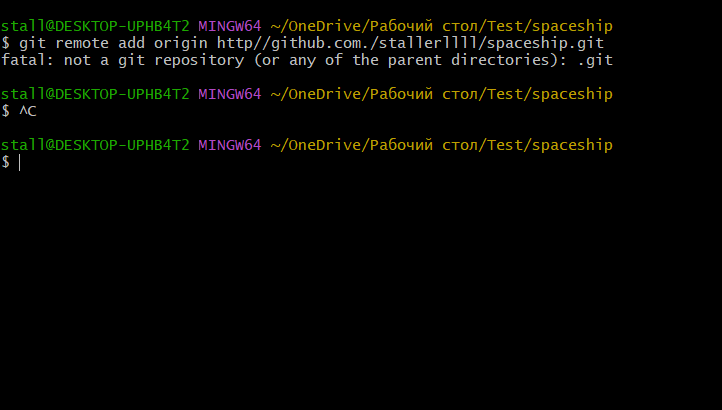 stall@DESKTOP-UPHB4T2 MINGW64 ~/OneDrive/Рабочий стол/Test/spaceship
$ git remote add origin http//github.com./stallerllll/spaceship.git
fatal: not a git repository (or any of the parent directories): .git
stall@DESKTOP-UPHB4T2 MINGW64 ~/OneDrive/Рабочий стол/Test/spaceship
$ ^C
stall@DESKTOP-UPHB4T2 MINGW64 ~/OneDrive/Рабочий стол/Test/spaceship
$